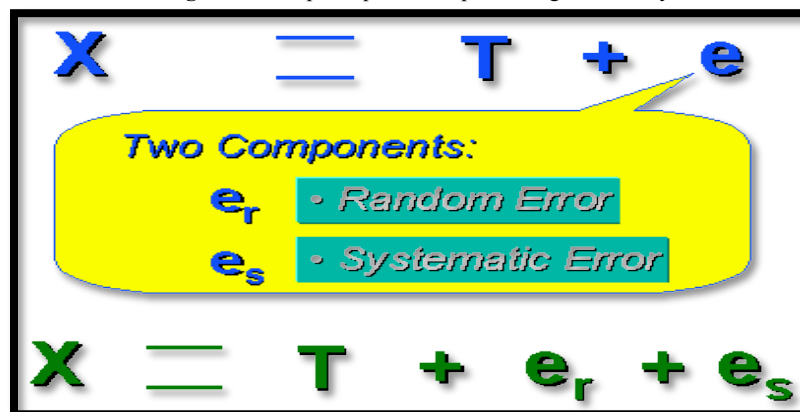 X = T + e
Two Components:
eᵣ • Random Error
eₛ • Systematic Error
X = T + eᵣ + eₛ